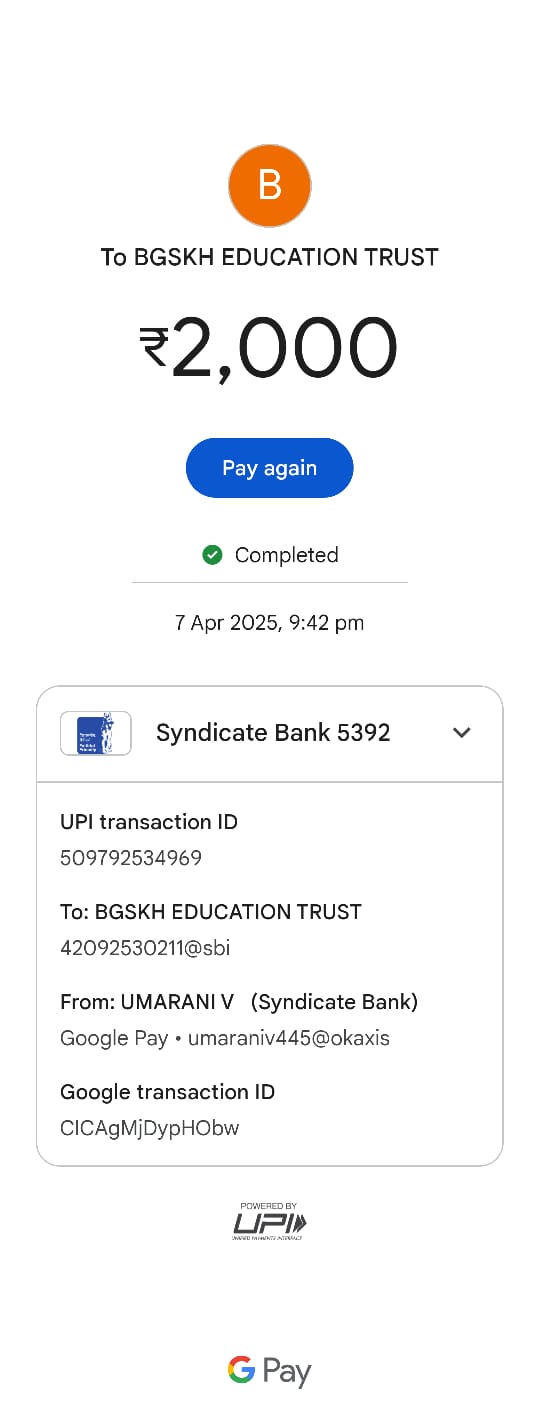 B
To BGSKH EDUCATION TRUST
₹2,000
Pay again
Completed
7 Apr 2025, 9:42 pm
Syndicate Bank 5392
UPI transaction ID
509792534969
To: BGSKH EDUCATION TRUST
42092530211@sbi
From: UMARANI V (Syndicate Bank)
Google Pay • umaraniv445@okaxis
Google transaction ID
CICAgMjDypHObw
POWERED BY
UPI
UNIFIED PAYMENTS INTERFACE
G Pay